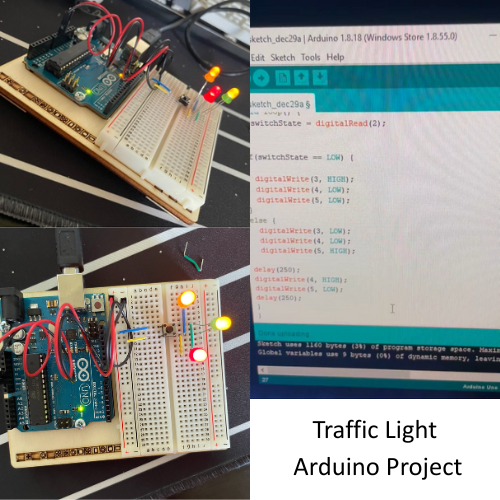 sketch_dec29a | Arduino 1.8.18 (Windows Store 1.8.55.0)
Edit Sketch Tools Help
sketch_dec29a §
switchState = digitalRead(2);
(switchState == LOW) {
digitalWrite(3, HIGH);
digitalWrite(4, LOW);
digitalWrite(5, LOW);
else {
digitalWrite(3, LOW);
digitalWrite(4, LOW);
digitalWrite(5, HIGH);
delay(250);
digitalWrite(4, HIGH);
digitalWrite(5, LOW);
delay(250);
}
}
Done uploading
Sketch uses 1160 bytes (3%) of program storage space.
Global variables use 9 bytes (0%) of dynamic memory,
27
Arduino Uno
Traffic Light
Arduino Project